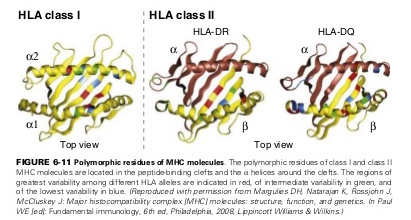 HLA class I
HLA class II
HLA-DR
HLA-DQ
α2
α
α
α1
β
β
Top view
Top view
Top view
FIGURE 6-11 Polymorphic residues of MHC molecules. The polymorphic residues of class I and class II
MHC molecules are located in the peptide-binding clefts and the α helices around the clefts. The regions of
greatest variability among different HLA alleles are indicated in red, of intermediate variability in green, and
of the lowest variability in blue. (Reproduced with permission from Margulies DH, Natarajan K, Rossjohn J,
McCluskey J: Major histocompatibility complex [MHC] molecules: structure, function, and genetics. In Paul
WE [ed]: Fundamental immunology, 6th ed, Philadelphia, 2008, Lippincott Williams & Wilkins.)